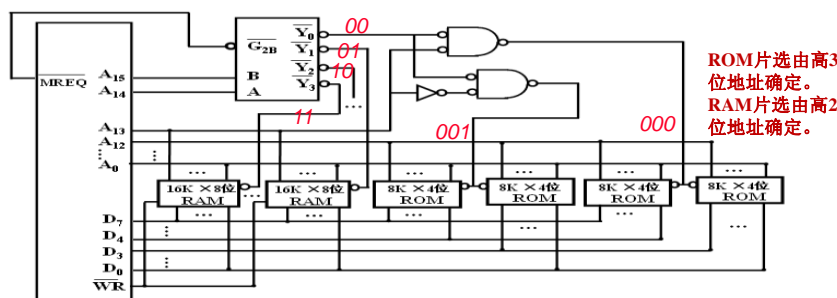 00
G2B
Y0
Y1
01
Y2
10
Y3
MREQ
A15
B
A14
A
...
ROM片选由高3
位地址确定。
RAM片选由高2
位地址确定。
11
A13
001
000
A12
...
A0
... ... ... ... ... ...
16K×8位
RAM
...
16K×8位
RAM
8K×4位
ROM
8K×4位
ROM
8K×4位
ROM
8K×4位
ROM
D7
... ... ... ... ... ...
D4
D3
...
D0
WR